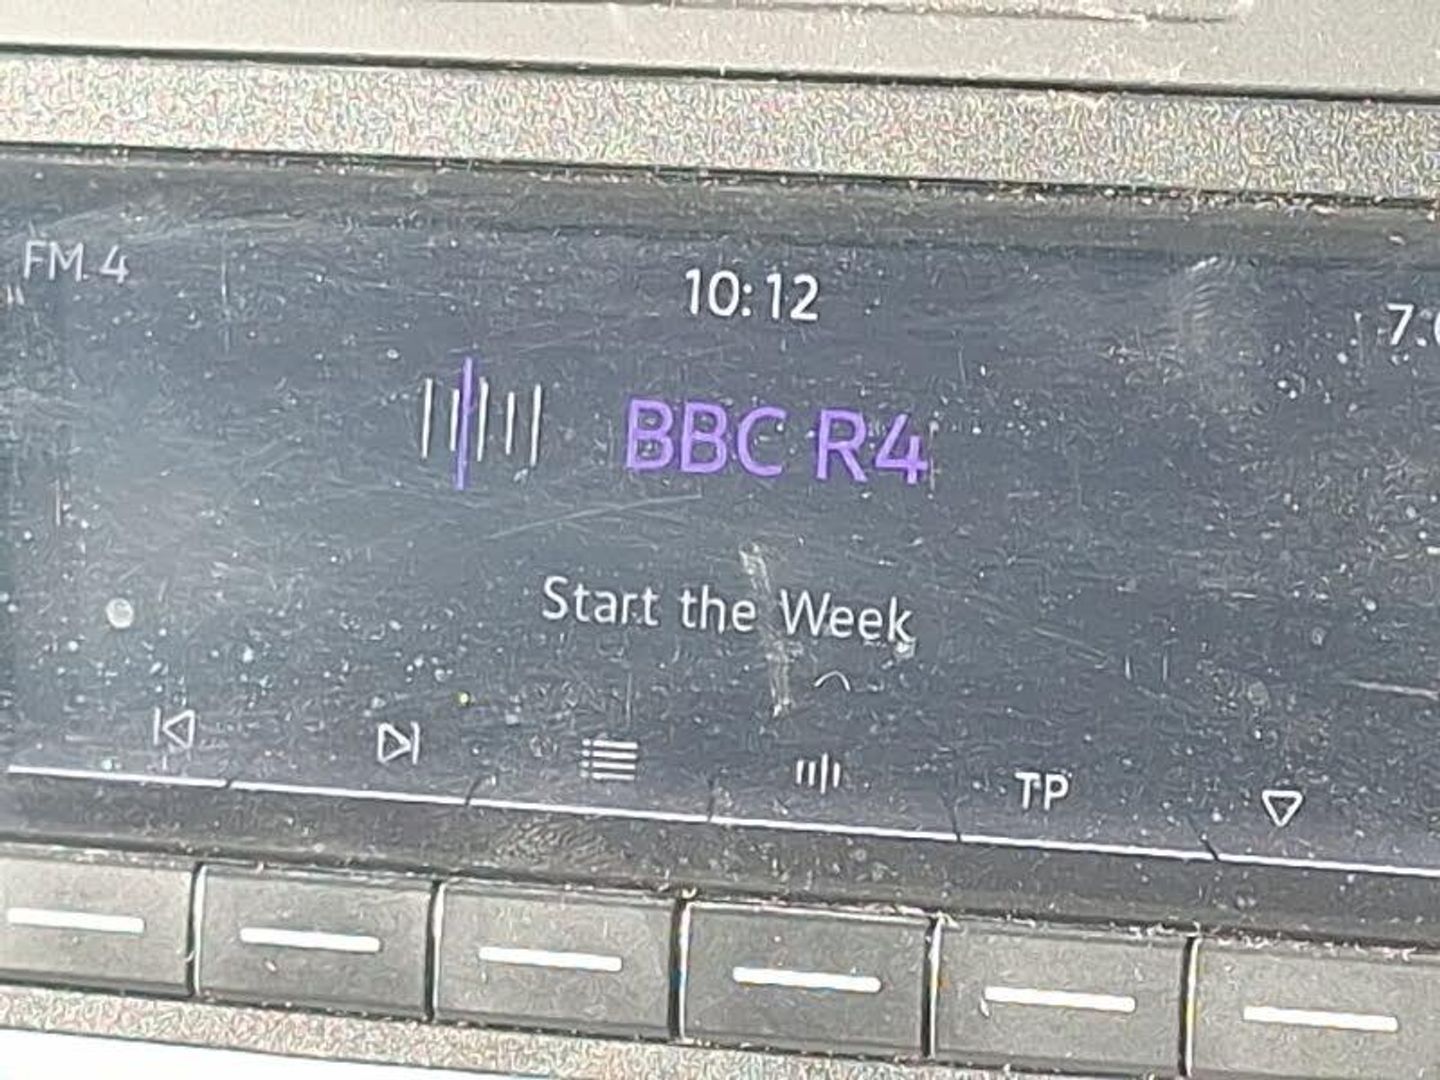 FM 4
10:12
BBC R4
Start the Week
TP